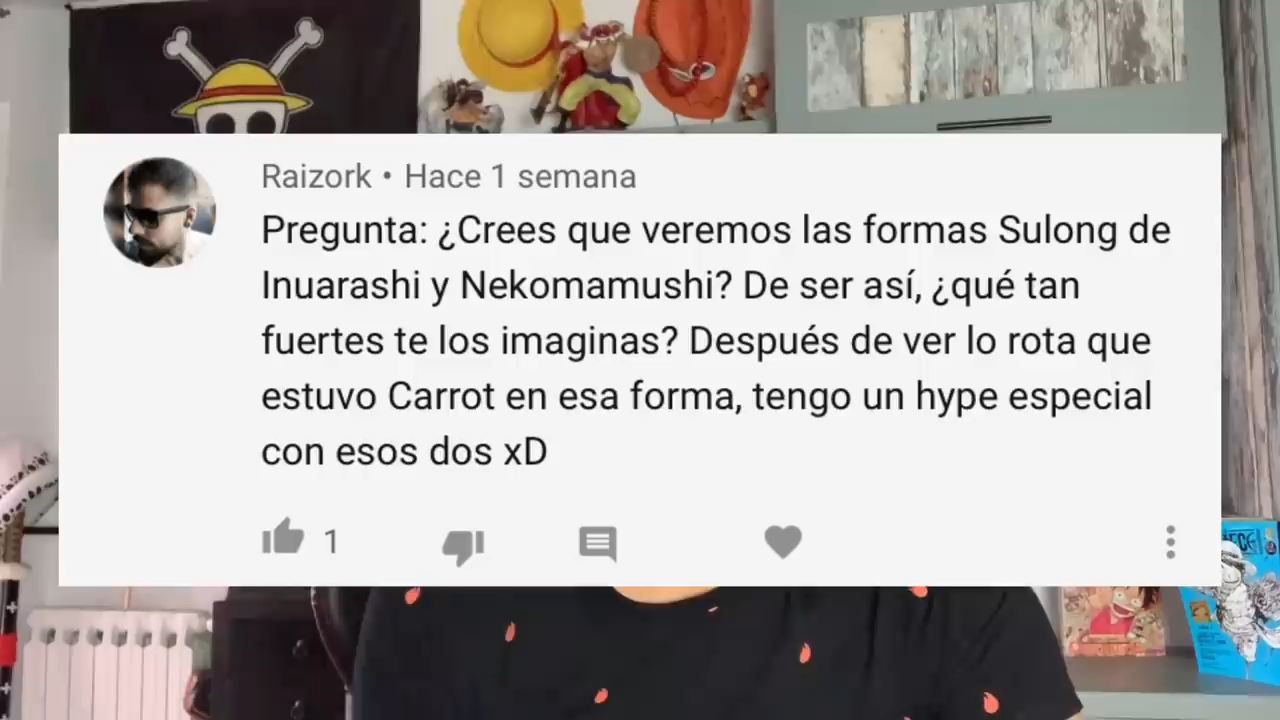 Raizork • Hace 1 semana
Pregunta: ¿Crees que veremos las formas Sulong de
Inuarashi y Nekomamushi? De ser así, ¿qué tan
fuertes te los imaginas? Después de ver lo rota que
estuvo Carrot en esa forma, tengo un hype especial
con esos dos xD
1